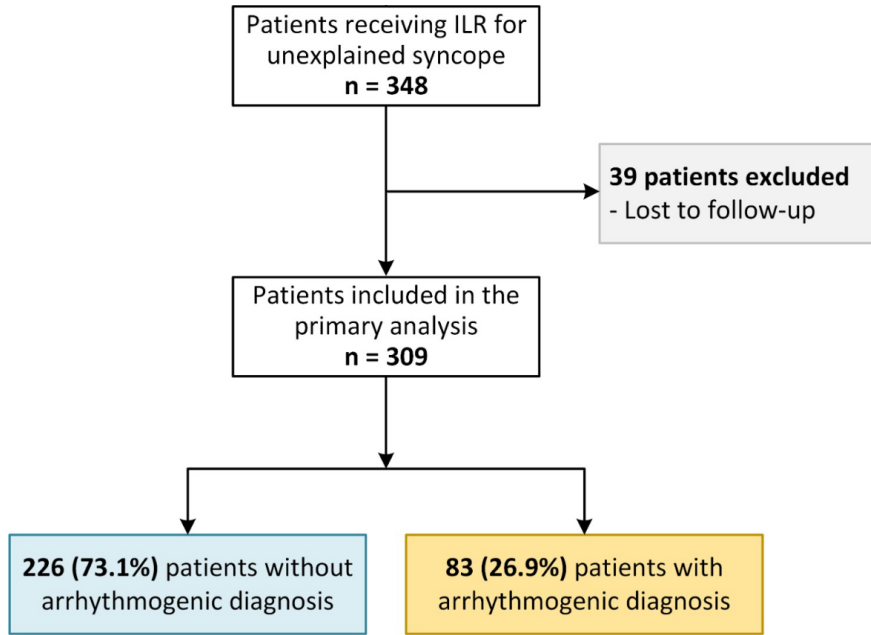 Patients receiving ILR for
unexplained syncope
n = 348
39 patients excluded
- Lost to follow-up
Patients included in the
primary analysis
n = 309
226 (73.1%) patients without
arrhythmogenic diagnosis
83 (26.9%) patients with
arrhythmogenic diagnosis